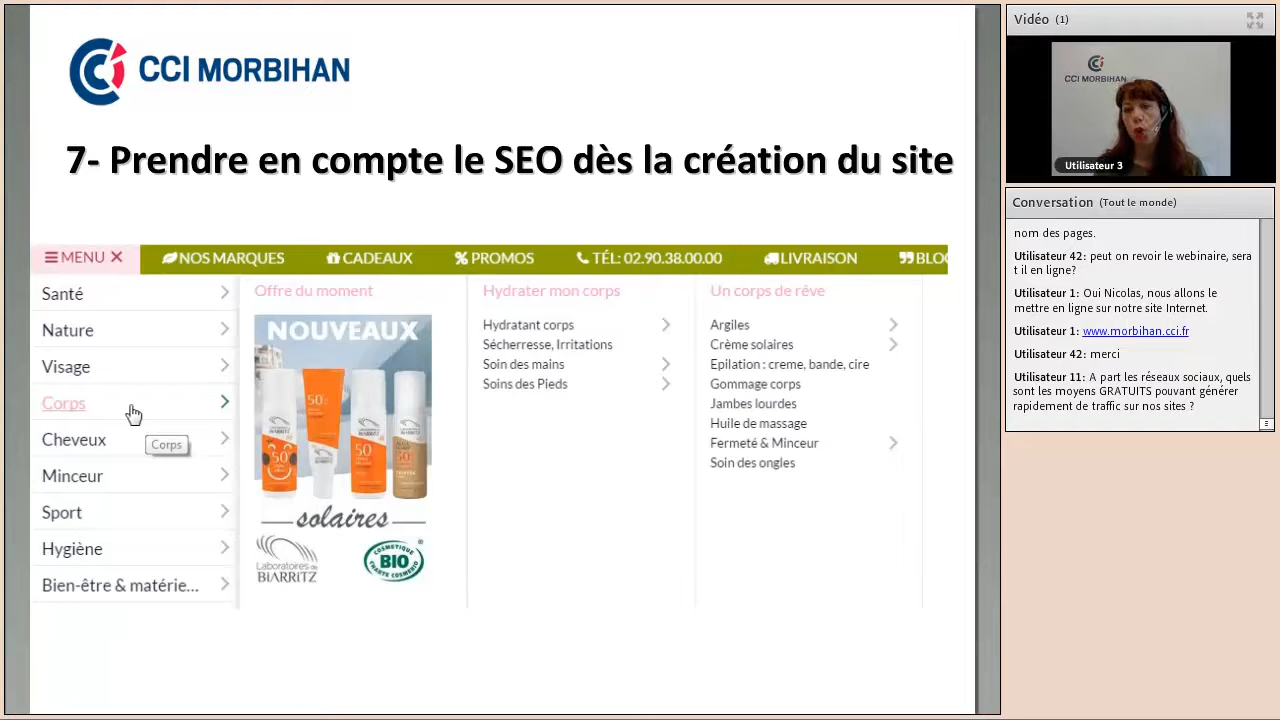 CCI MORBIHAN
7- Prendre en compte le SEO dès la création du site
MENU
NOS MARQUES
CADEAUX
PROMOS
TÉL: 02.90.38.00.00
LIVRAISON
BLOG
Santé
Nature
Visage
Corps
Corps
Cheveux
Minceur
Sport
Hygiène
Bien-être & matérie...
Offre du moment
NOUVEAUX
50
50
50
solaires
Laboratoires de
BIARRITZ
COSMETIQUE
BIO
CHARTE COSMEBIO
Hydrater mon corps
Hydratant corps
Sécherresse, Irritations
Soin des mains
Soins des Pieds
Un corps de rêve
Argiles
Crème solaires
Epilation : creme, bande, cire
Gommage corps
Jambes lourdes
Huile de massage
Fermeté & Minceur
Soin des ongles
Vidéo (1)
CCI MORBIHAN
Utilisateur 3
Conversation (Tout le monde)
nom des pages.
Utilisateur 42: peut on revoir le webinaire, sera
t il en ligne?
Utilisateur 1: Oui Nicolas, nous allons le
mettre en ligne sur notre site Internet.
Utilisateur 1: www.morbihan.cci.fr
Utilisateur 42: merci
Utilisateur 11: A part les réseaux sociaux, quels
sont les moyens GRATUITS pouvant générer
rapidement de traffic sur nos sites ?